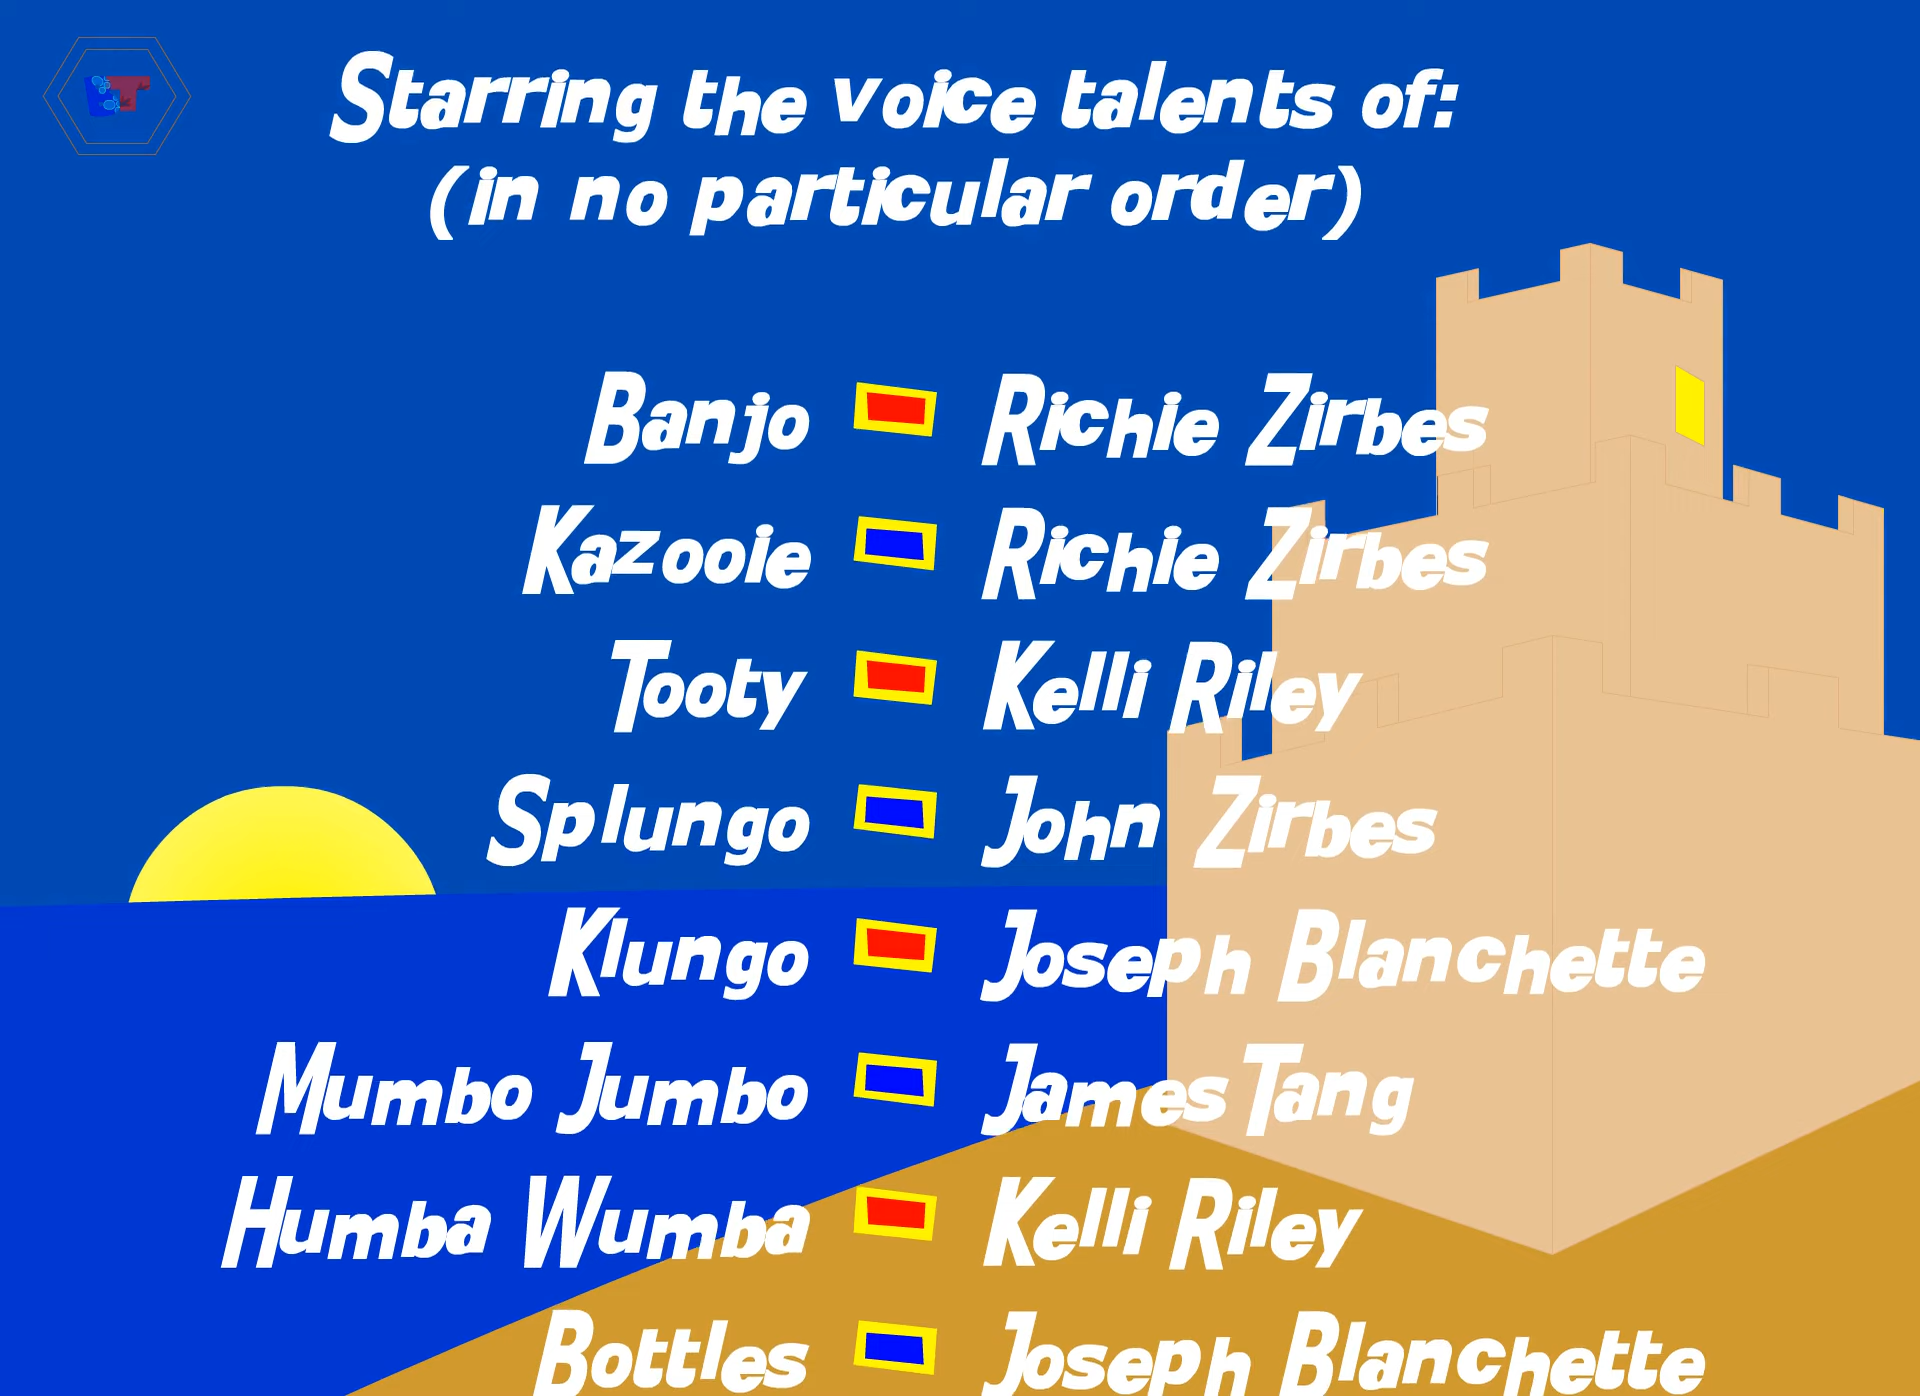 Starring the voice talents of:
(in no particular order)
Banjo Richie Zirbes
Kazooie Richie Zirbes
Tooty Kelli Riley
Splungo John Zirbes
Klungo Joseph Blanchette
Mumbo Jumbo James Tang
Humba Wumba Kelli Riley
Bottles Joseph Blanchette